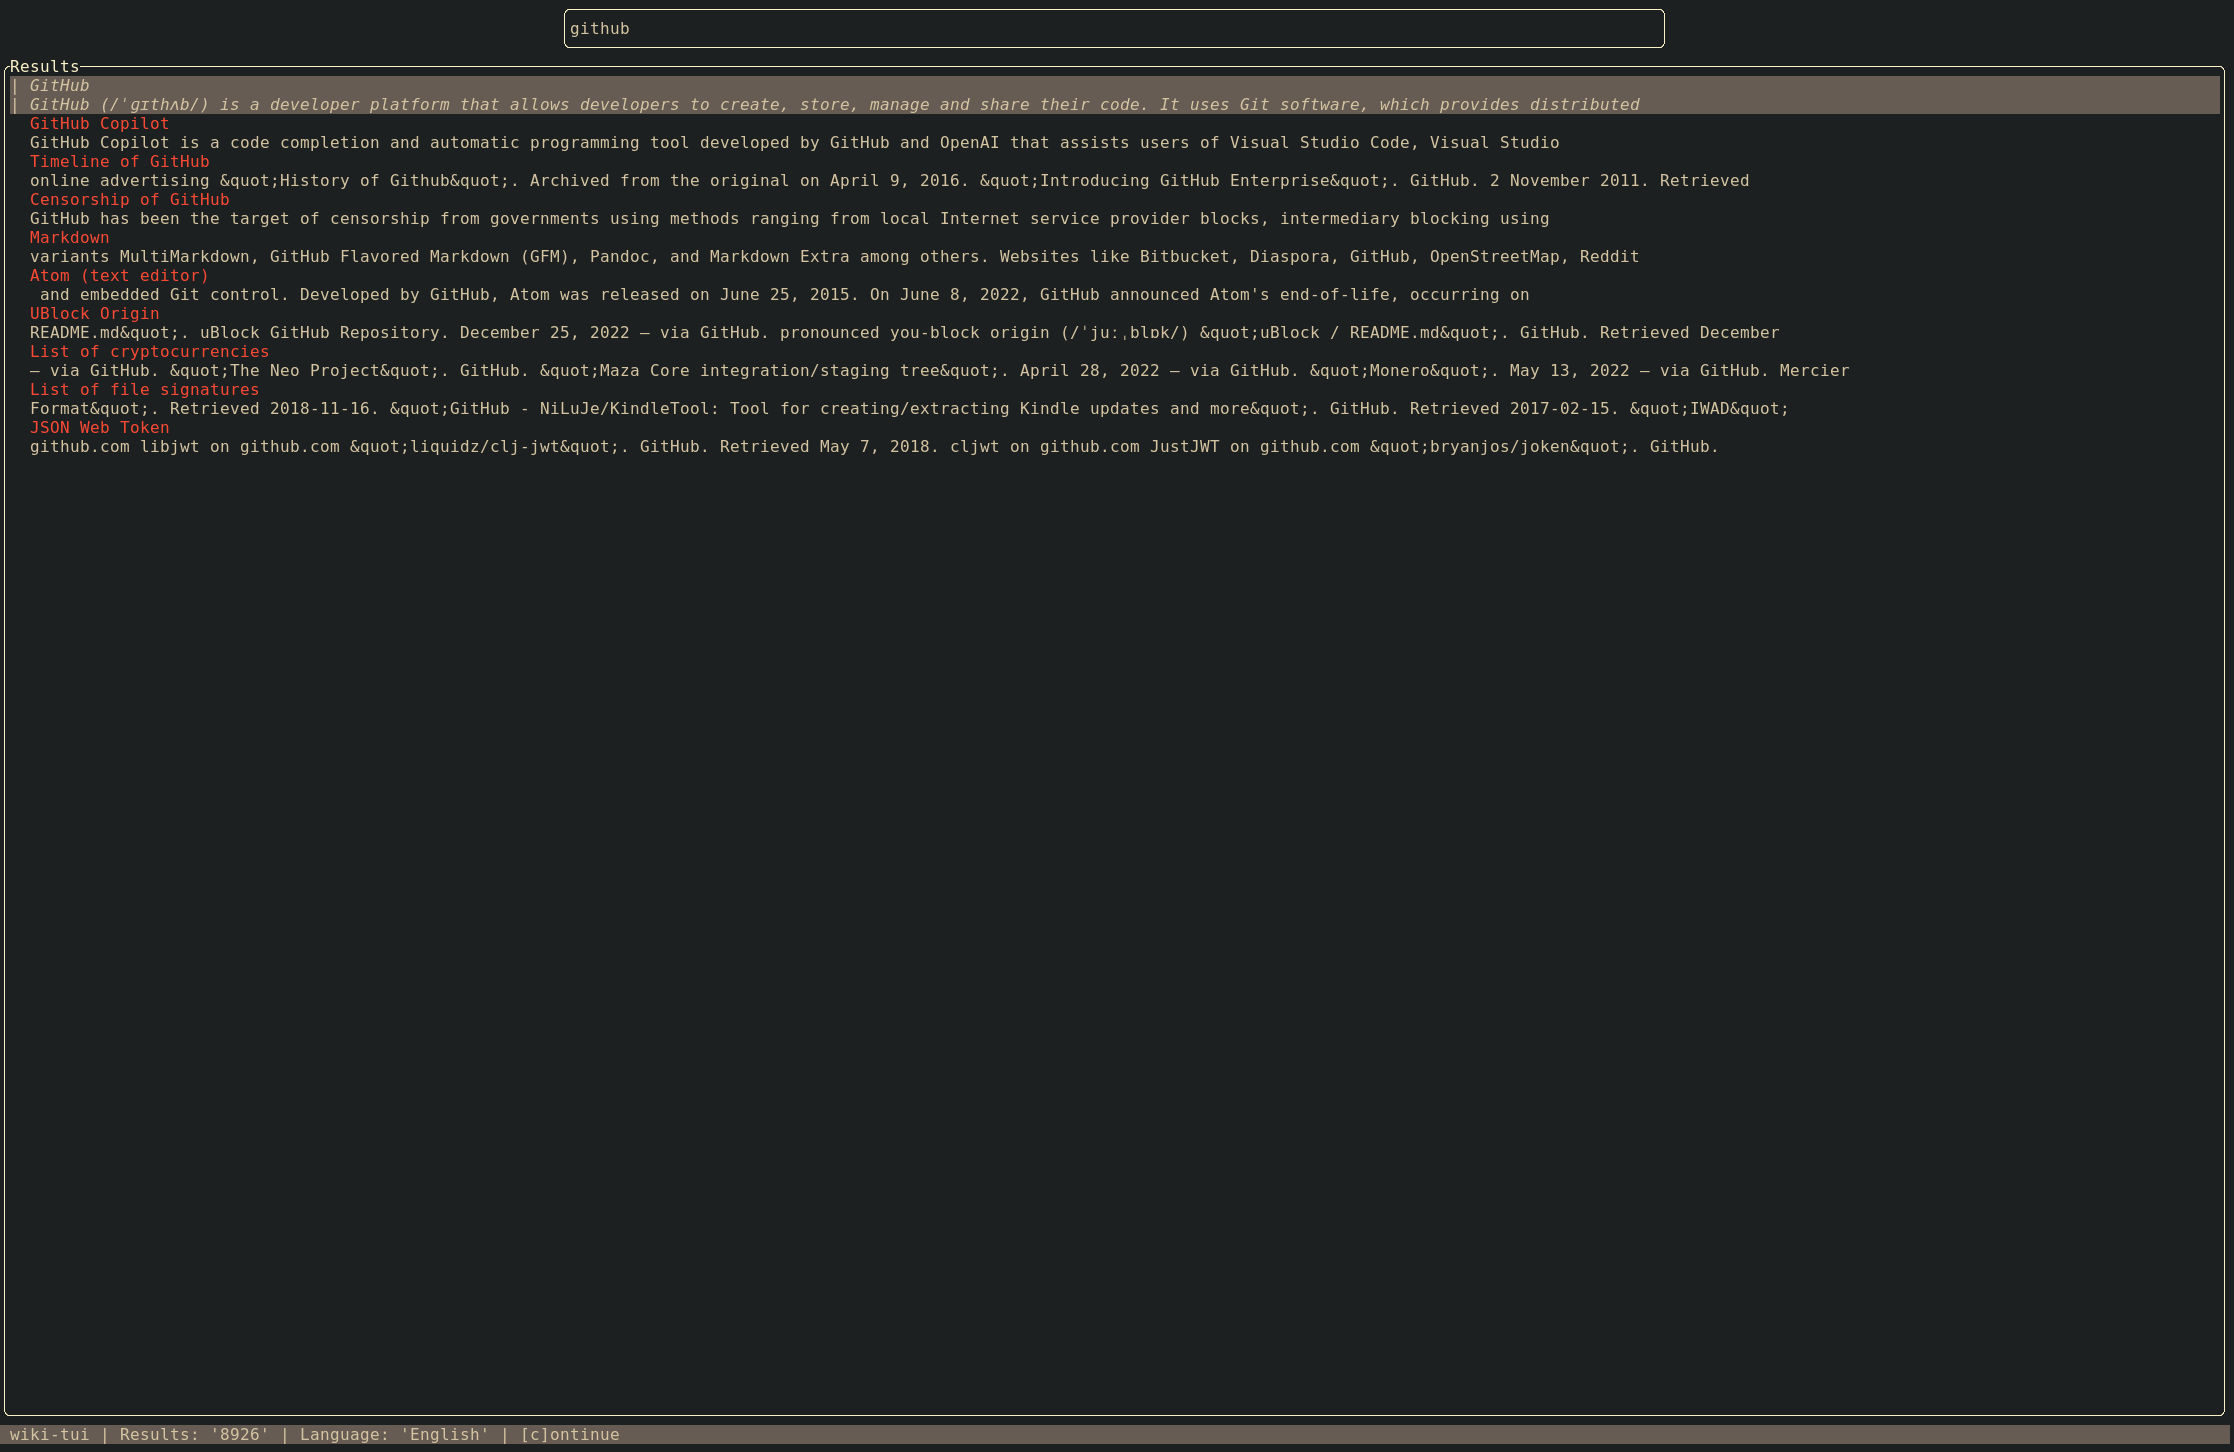 github
Results
| GitHub
| GitHub (/ˈɡɪthʌb/) is a developer platform that allows developers to create, store, manage and share their code. It uses Git software, which provides distributed
GitHub Copilot
GitHub Copilot is a code completion and automatic programming tool developed by GitHub and OpenAI that assists users of Visual Studio Code, Visual Studio
Timeline of GitHub
online advertising &quot;History of Github&quot;. Archived from the original on April 9, 2016. &quot;Introducing GitHub Enterprise&quot;. GitHub. 2 November 2011. Retrieved
Censorship of GitHub
GitHub has been the target of censorship from governments using methods ranging from local Internet service provider blocks, intermediary blocking using
Markdown
variants MultiMarkdown, GitHub Flavored Markdown (GFM), Pandoc, and Markdown Extra among others. Websites like Bitbucket, Diaspora, GitHub, OpenStreetMap, Reddit
Atom (text editor)
and embedded Git control. Developed by GitHub, Atom was released on June 25, 2015. On June 8, 2022, GitHub announced Atom's end-of-life, occurring on
UBlock Origin
README.md&quot;. uBlock GitHub Repository. December 25, 2022 – via GitHub. pronounced you-block origin (/ˈjuːˌblɒk/) &quot;uBlock / README.md&quot;. GitHub. Retrieved December
List of cryptocurrencies
– via GitHub. &quot;The Neo Project&quot;. GitHub. &quot;Maza Core integration/staging tree&quot;. April 28, 2022 – via GitHub. &quot;Monero&quot;. May 13, 2022 – via GitHub. Mercier
List of file signatures
Format&quot;. Retrieved 2018-11-16. &quot;GitHub - NiLuJe/KindleTool: Tool for creating/extracting Kindle updates and more&quot;. GitHub. Retrieved 2017-02-15. &quot;IWAD&quot;
JSON Web Token
github.com libjwt on github.com &quot;liquidz/clj-jwt&quot;. GitHub. Retrieved May 7, 2018. cljwt on github.com JustJWT on github.com &quot;bryanjos/joken&quot;. GitHub.
wiki-tui | Results: '8926' | Language: 'English' | [c]ontinue